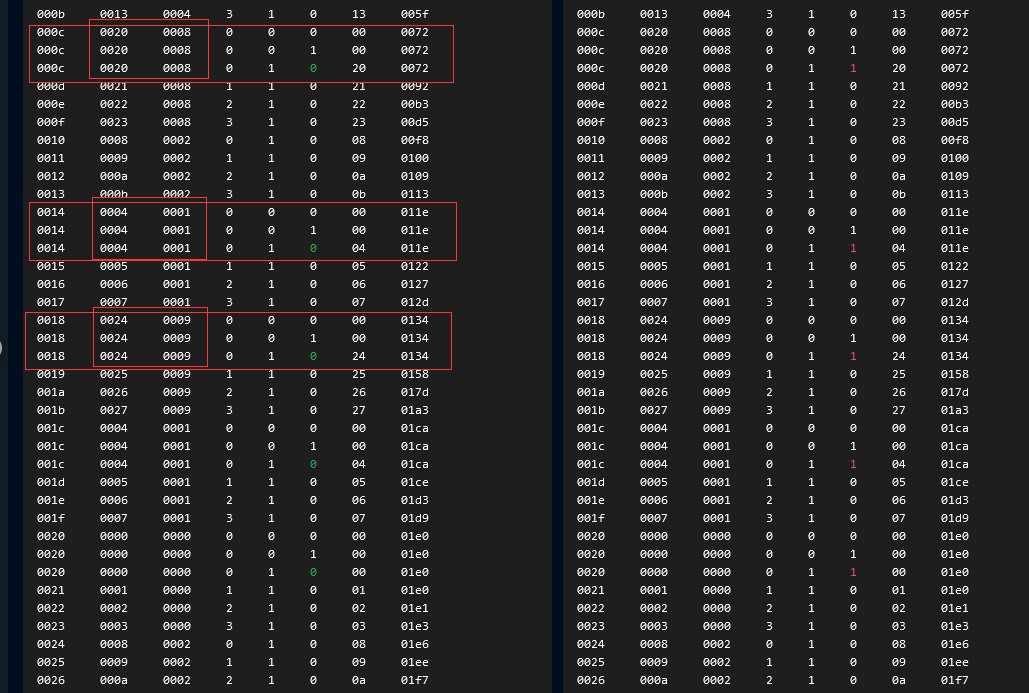 000b 0013 0004 3 1 0 13 005f 000b 0013 0004 3 1 0 13 005f
000c 0020 0008 0 0 0 00 0072 000c 0020 0008 0 0 0 00 0072
000c 0020 0008 0 0 1 00 0072 000c 0020 0008 0 0 1 00 0072
000c 0020 0008 0 1 0 20 0072 000c 0020 0008 0 1 1 20 0072
000d 0021 0008 1 1 0 21 0092 000d 0021 0008 1 1 0 21 0092
000e 0022 0008 2 1 0 22 00b3 000e 0022 0008 2 1 0 22 00b3
000f 0023 0008 3 1 0 23 00d5 000f 0023 0008 3 1 0 23 00d5
0010 0008 0002 0 1 0 08 00f8 0010 0008 0002 0 1 0 08 00f8
0011 0009 0002 1 1 0 09 0100 0011 0009 0002 1 1 0 09 0100
0012 000a 0002 2 1 0 0a 0109 0012 000a 0002 2 1 0 0a 0109
0013 000b 0002 3 1 0 0b 0113 0013 000b 0002 3 1 0 0b 0113
0014 0004 0001 0 0 0 00 011e 0014 0004 0001 0 0 0 00 011e
0014 0004 0001 0 0 1 00 011e 0014 0004 0001 0 0 1 00 011e
0014 0004 0001 0 1 0 04 011e 0014 0004 0001 0 1 1 04 011e
0015 0005 0001 1 1 0 05 0122 0015 0005 0001 1 1 0 05 0122
0016 0006 0001 2 1 0 06 0127 0016 0006 0001 2 1 0 06 0127
0017 0007 0001 3 1 0 07 012d 0017 0007 0001 3 1 0 07 012d
0018 0024 0009 0 0 0 00 0134 0018 0024 0009 0 0 0 00 0134
0018 0024 0009 0 0 1 00 0134 0018 0024 0009 0 0 1 00 0134
0018 0024 0009 0 1 0 24 0134 0018 0024 0009 0 1 1 24 0134
0019 0025 0009 1 1 0 25 0158 0019 0025 0009 1 1 0 25 0158
001a 0026 0009 2 1 0 26 017d 001a 0026 0009 2 1 0 26 017d
001b 0027 0009 3 1 0 27 01a3 001b 0027 0009 3 1 0 27 01a3
001c 0004 0001 0 0 0 00 01ca 001c 0004 0001 0 0 0 00 01ca
001c 0004 0001 0 0 1 00 01ca 001c 0004 0001 0 0 1 00 01ca
001c 0004 0001 0 1 0 04 01ca 001c 0004 0001 0 1 1 04 01ca
001d 0005 0001 1 1 0 05 01ce 001d 0005 0001 1 1 0 05 01ce
001e 0006 0001 2 1 0 06 01d3 001e 0006 0001 2 1 0 06 01d3
001f 0007 0001 3 1 0 07 01d9 001f 0007 0001 3 1 0 07 01d9
0020 0000 0000 0 0 0 00 01e0 0020 0000 0000 0 0 0 00 01e0
0020 0000 0000 0 0 1 00 01e0 0020 0000 0000 0 0 1 00 01e0
0020 0000 0000 0 1 0 00 01e0 0020 0000 0000 0 1 1 00 01e0
0021 0001 0000 1 1 0 01 01e0 0021 0001 0000 1 1 0 01 01e0
0022 0002 0000 2 1 0 02 01e1 0022 0002 0000 2 1 0 02 01e1
0023 0003 0000 3 1 0 03 01e3 0023 0003 0000 3 1 0 03 01e3
0024 0008 0002 0 1 0 08 01e6 0024 0008 0002 0 1 0 08 01e6
0025 0009 0002 1 1 0 09 01ee 0025 0009 0002 1 1 0 09 01ee
0026 000a 0002 2 1 0 0a 01f7 0026 000a 0002 2 1 0 0a 01f7